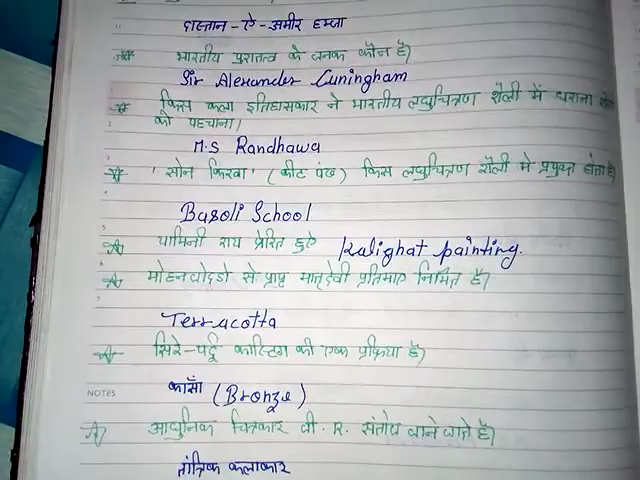 दास्तान-ऐ-अमीर हम्जा
भारतीय पुरातत्व के जनक कौन है)
Sir Alexander Cuningham
किस कला इतिहासकार ने भारतीय लघुचित्रण शैली में घराना
को पहचाना।
M.S Randhawa
'सोन किरवा' (कीट पंख) किस लघुचित्रण शैली में प्रयुक्त होता है)
Basoli School
यामिनी राय प्रेरित हुऐ Kalighat painting.
मोहनजोदडो से प्राप्त मातृदेवी प्रतिमाए निर्मित है)
Terracotta
सिरे-पर्दू कास्टिग की एक प्रक्रिया है)
NOTES कासाँ (Bronze)
आधुनिक चित्रकार जी. R. संतोष जाने जाते है)
तांत्रिक कलाकार